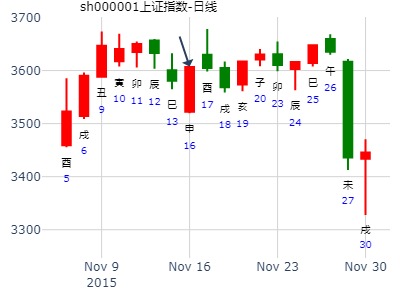 sh000001上证指数-日线
3700
3600
3500
3400
3300
酉
5
戌
6
丑
9
寅
10
卯
11
辰
12
巳
13
申
16
酉
17
戌
18
亥
19
子
20
卯
23
辰
24
巳
25
午
26
未
27
戌
30
Nov 9
2015
Nov 16
Nov 23
Nov 30